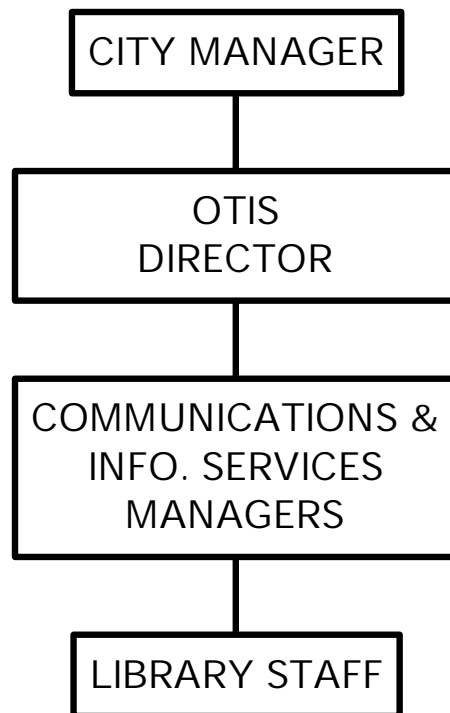 CITY MANAGER
OTIS
DIRECTOR
COMMUNICATIONS &
INFO. SERVICES
MANAGERS
LIBRARY STAFF